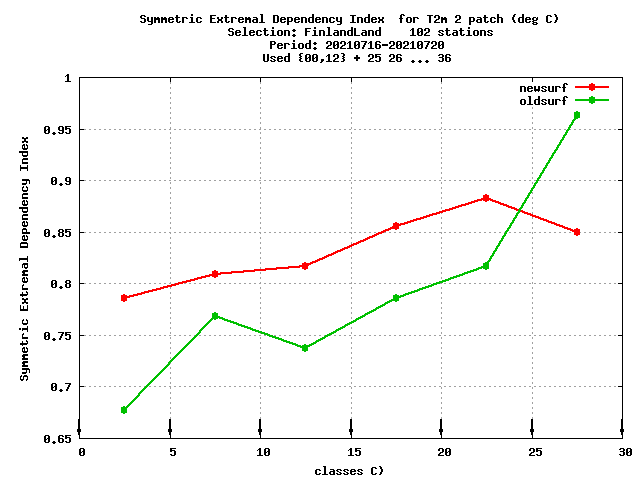 Symmetric Extremal Dependency Index  for T2m 2 patch (deg C)
Selection: FinlandLand    102 stations
Period: 20210716-20210720
Used {00,12} + 25 26 ... 36
newsurf
oldsurf
Symmetric Extremal Dependency Index
1
0.95
0.9
0.85
0.8
0.75
0.7
0.65
0 5 10 15 20 25 30
classes C)